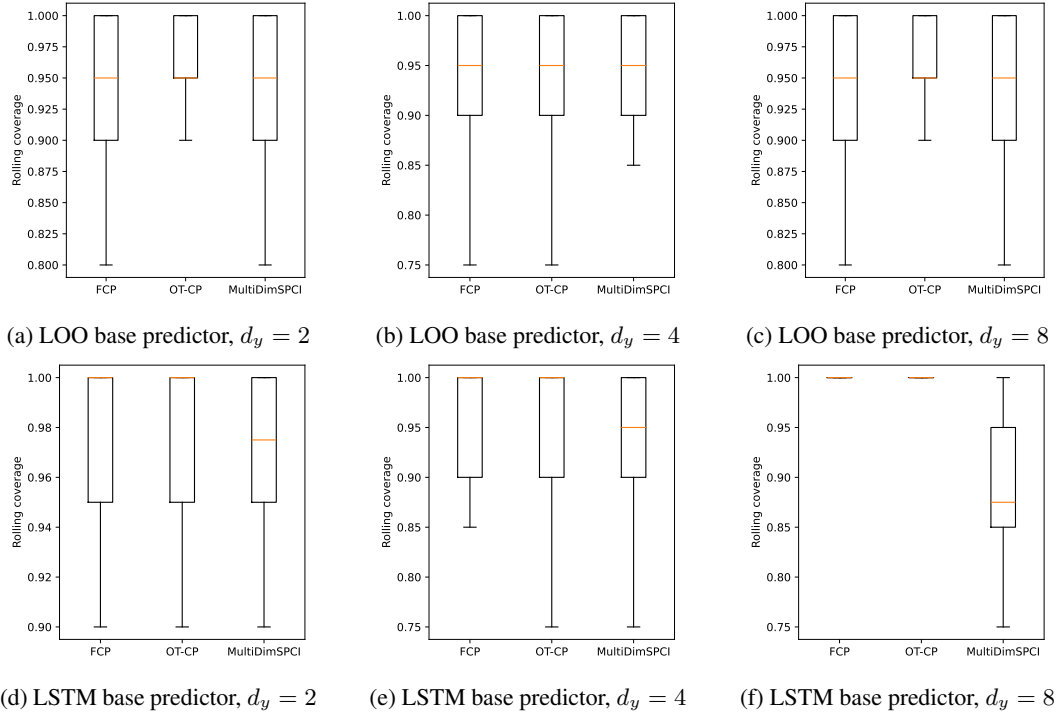 1.000
0.975
0.950
0.925
0.900
0.875
0.850
0.825
0.800
Rolling coverage
FCP OT-CP MultiDimSPCI
(a) LOO base predictor, d_y = 2
1.00
0.95
0.90
0.85
0.80
0.75
Rolling coverage
FCP OT-CP MultiDimSPCI
(b) LOO base predictor, d_y = 4
1.000
0.975
0.950
0.925
0.900
0.875
0.850
0.825
0.800
Rolling coverage
FCP OT-CP MultiDimSPCI
(c) LOO base predictor, d_y = 8
1.00
0.98
0.96
0.94
0.92
0.90
Rolling coverage
FCP OT-CP MultiDimSPCI
(d) LSTM base predictor, d_y = 2
1.00
0.95
0.90
0.85
0.80
0.75
Rolling coverage
FCP OT-CP MultiDimSPCI
(e) LSTM base predictor, d_y = 4
1.00
0.95
0.90
0.85
0.80
0.75
Rolling coverage
FCP OT-CP MultiDimSPCI
(f) LSTM base predictor, d_y = 8